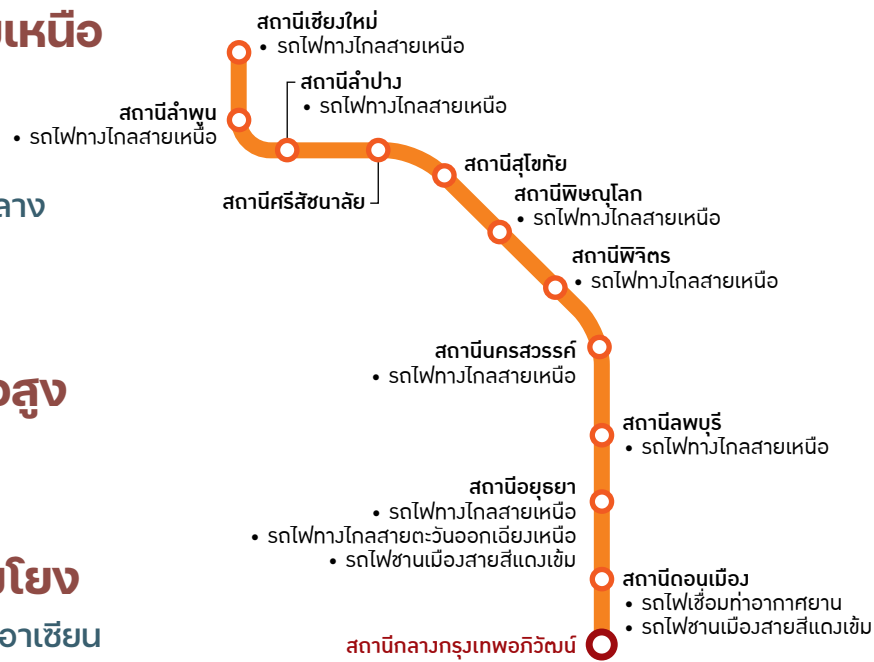 เหนือ
ลาง
สูง
โยง
อาเซียน
สถานีเชียงใหม่
• รถไฟทางไกลสายเหนือ
สถานีลำปาง
• รถไฟทางไกลสายเหนือ
สถานีลำพูน
• รถไฟทางไกลสายเหนือ
สถานีศรีสัชนาลัย
สถานีสุโขทัย
สถานีพิษณุโลก
• รถไฟทางไกลสายเหนือ
สถานีพิจิตร
• รถไฟทางไกลสายเหนือ
สถานีนครสวรรค์
• รถไฟทางไกลสายเหนือ
สถานีลพบุรี
• รถไฟทางไกลสายเหนือ
สถานีอยุธยา
• รถไฟทางไกลสายเหนือ
• รถไฟทางไกลสายตะวันออกเฉียงเหนือ
• รถไฟชานเมืองสายสีแดงเข้ม
สถานีดอนเมือง
• รถไฟเชื่อมท่าอากาศยาน
• รถไฟชานเมืองสายสีแดงเข้ม
สถานีกลางกรุงเทพอภิวัฒน์